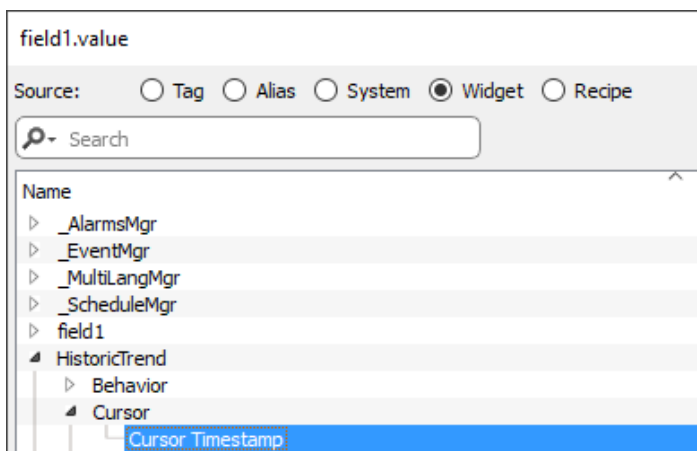 field1.value
Source: Tag Alias System Widget Recipe
Search
Name
_AlarmsMgr
_EventMgr
_MultiLangMgr
_ScheduleMgr
field1
HistoricTrend
Behavior
Cursor
Cursor Timestamp